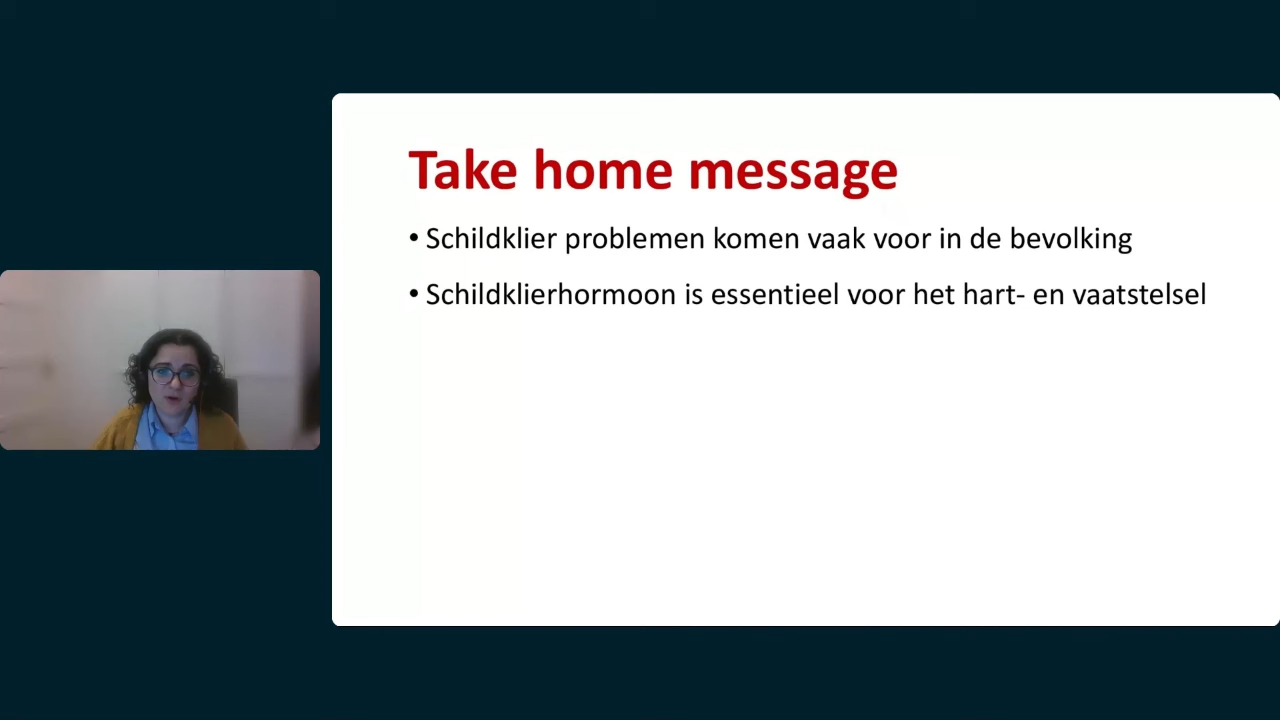 Take home message
• Schildklier problemen komen vaak voor in de bevolking
• Schildklierhormoon is essentieel voor het hart- en vaatstelsel